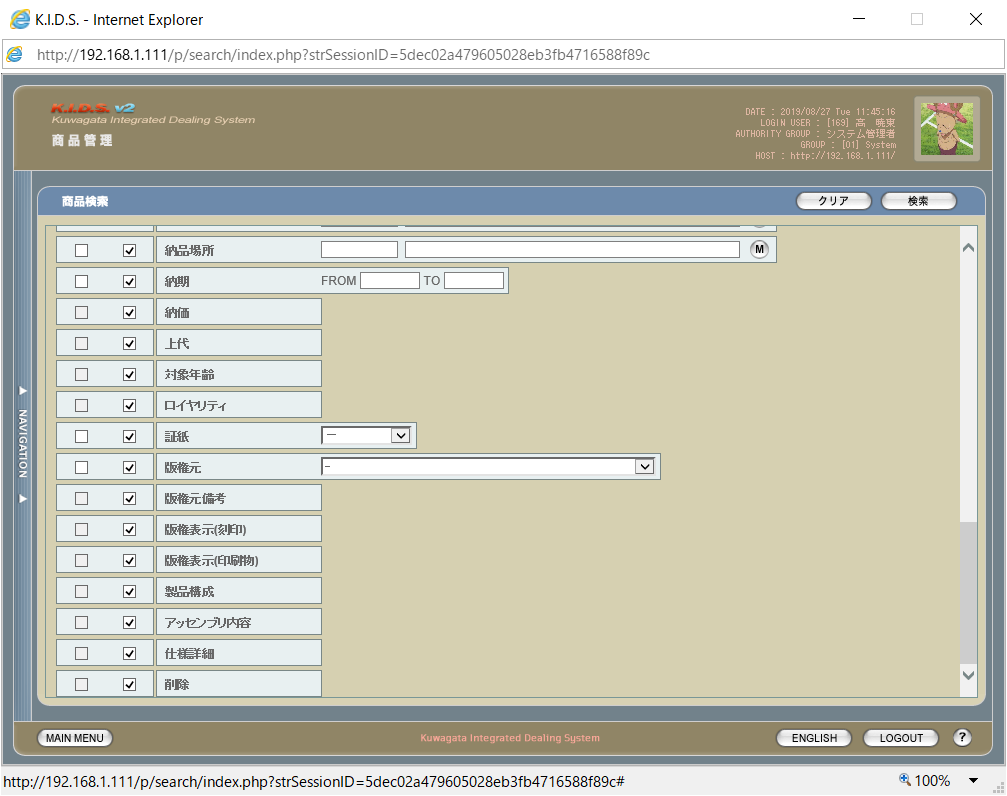 K.I.D.S. - Internet Explorer
http://192.168.1.111/p/search/index.php?strSessionID=5dec02a479605028eb3fb4716588f89c
K.I.D.S. v2
Kuwagata Integrated Dealing System
商品管理
DATE : 2019/08/27 Tue 11:45:16
LOGIN USER : [169] 高 暁東
AUTHORITY GROUP : システム管理者
GROUP : [01] System
HOST : http://192.168.1.111/
商品検索
クリア
検索
納品場所
M
納期
FROM
TO
納価
上代
対象年齢
ロイヤリティ
証紙
版権元
版権元備考
版権表示(刻印)
版権表示(印刷物)
製品構成
アッセンブリ内容
仕様詳細
削除
NAVIGATION
MAIN MENU
Kuwagata Integrated Dealing System
ENGLISH
LOGOUT
?
http://192.168.1.111/p/search/index.php?strSessionID=5dec02a479605028eb3fb4716588f89c#
100%